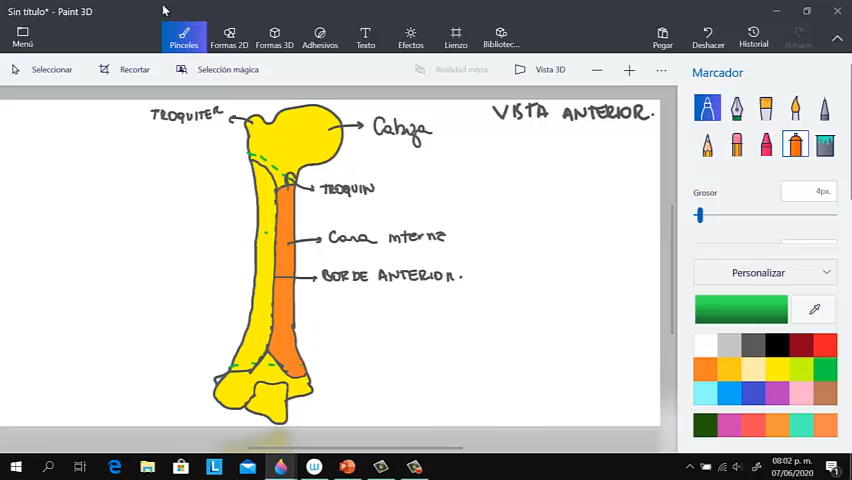 Sin título* - Paint 3D
Menú
Pinceles
Formas 2D
Formas 3D
Adhesivos
Texto
Efectos
Lienzo
Bibliotec...
Pegar
Deshacer
Historial
Rehacer
Seleccionar
Recortar
Selección mágica
Realidad mixta
Vista 3D
Marcador
Grosor
4px.
Personalizar
VISTA ANTERIOR.
TROQUITER
Cabeza
TROQUIN
Cara interna
BORDE ANTERIOR.
08:02 p. m.
07/06/2020